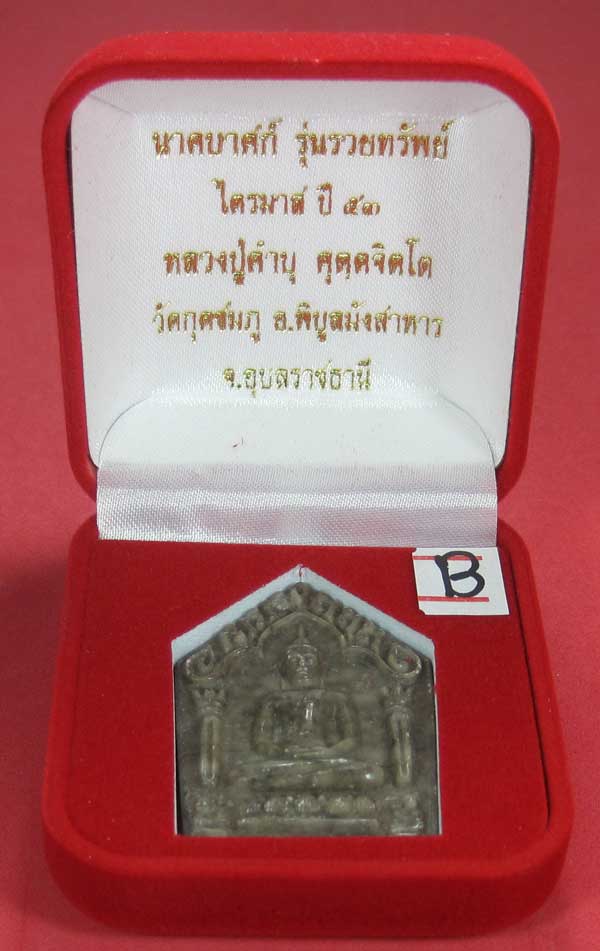 นาคบาศก์ รุ่นรวยทรัพย์
ไตรมาส ปี ๕๓
หลวงปู่คำบุ คุตฺตจิตฺโต
วัดกุดชมภู อ.พิบูลมังสาหาร
จ.อุบลราชธานี
B